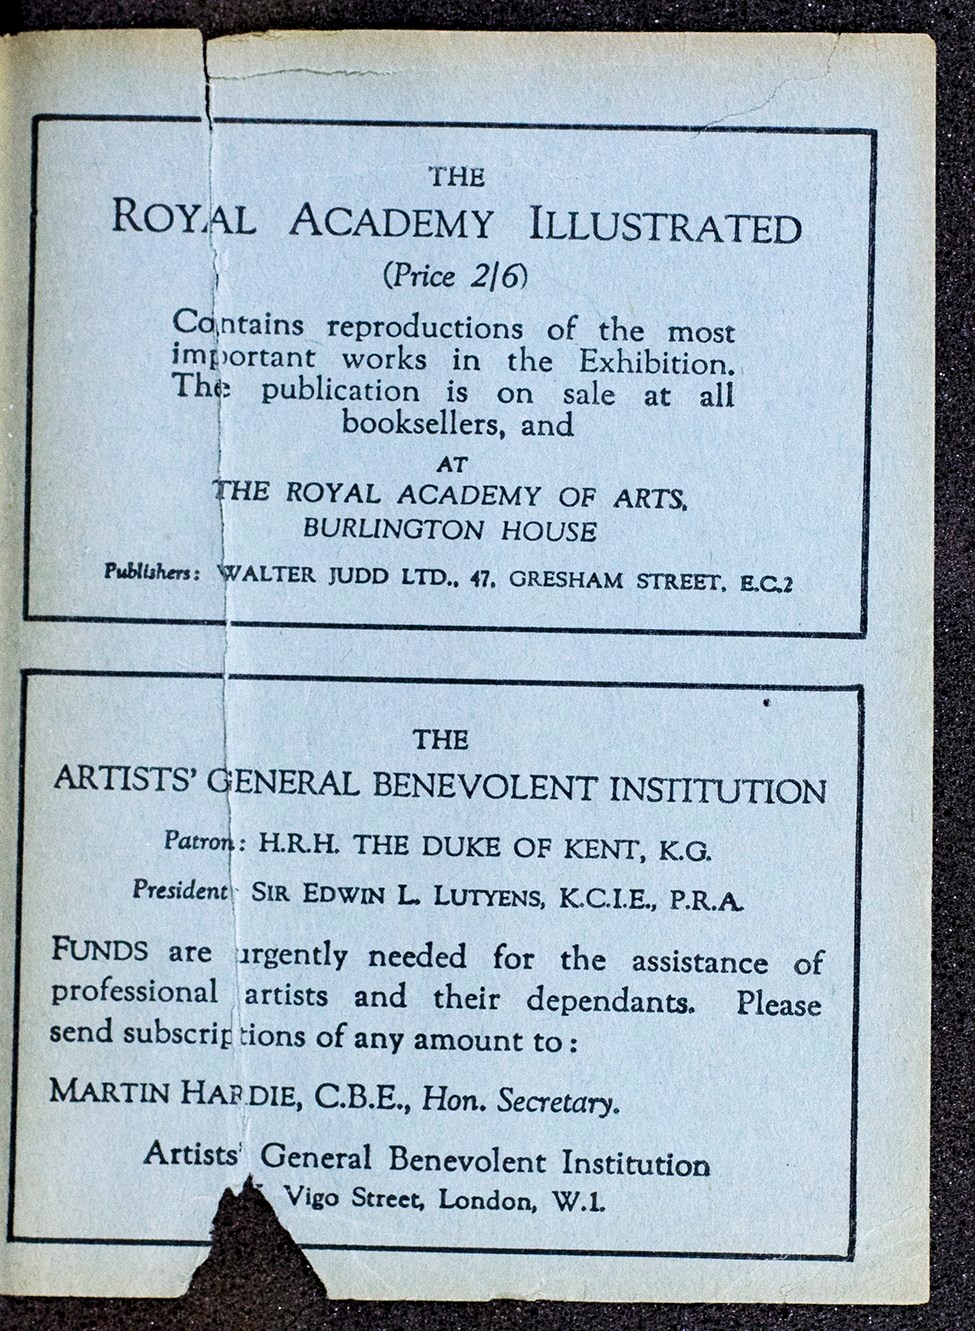 THE
ROYAL ACADEMY ILLUSTRATED
(Price 2/6)
Contains reproductions of the most
important works in the Exhibition.
The publication is on sale at all
booksellers, and
AT
THE ROYAL ACADEMY OF ARTS,
BURLINGTON HOUSE
Publishers: WALTER JUDD LTD., 47, GRESHAM STREET, E.C.2
THE
ARTISTS' GENERAL BENEVOLENT INSTITUTION
Patron: H.R.H. THE DUKE OF KENT, K.G.
President: SIR EDWIN L. LUTYENS, K.C.I.E., P.R.A.
FUNDS are urgently needed for the assistance of
professional artists and their dependants. Please
send subscriptions of any amount to:
MARTIN HARDIE, C.B.E., Hon. Secretary.
Artists' General Benevolent Institution
Vigo Street, London, W.1.